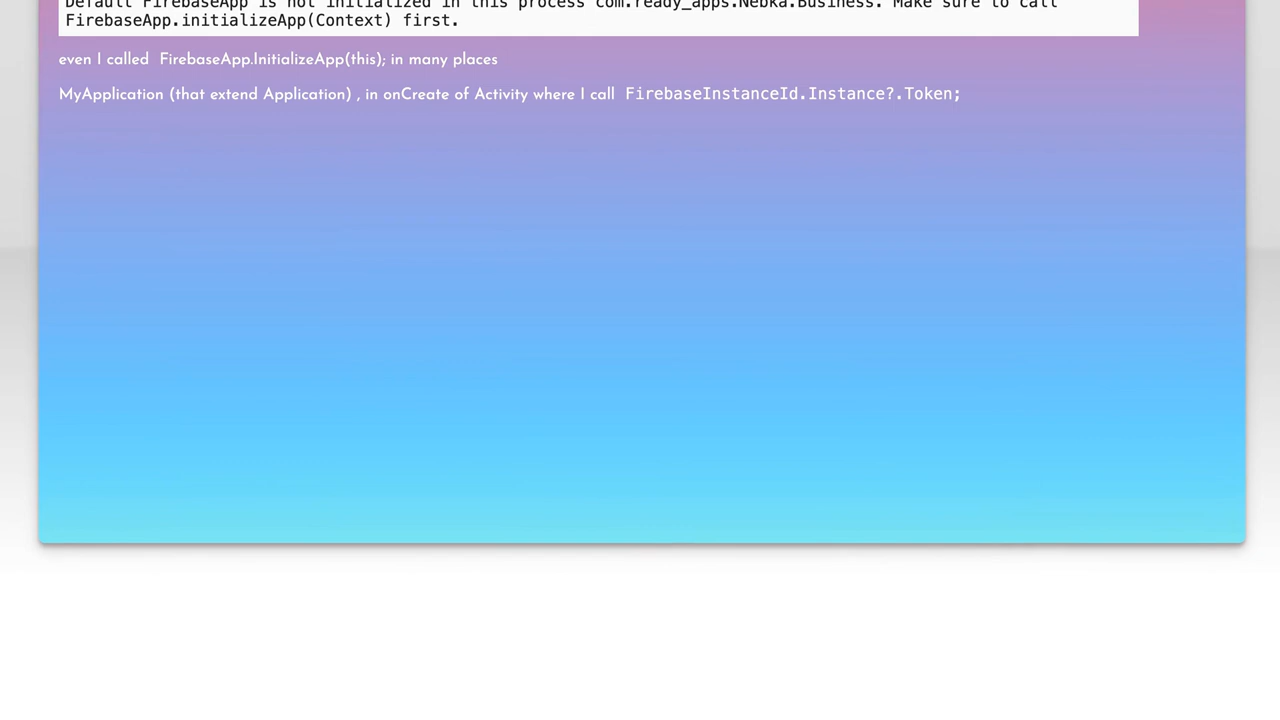 Default FirebaseApp is not initialized in this process com.ready_apps.Nebka.Business. Make sure to call
FirebaseApp.initializeApp(Context) first.
even I called FirebaseApp.InitializeApp(this); in many places
MyApplication (that extend Application) , in onCreate of Activity where I call FirebaseInstanceId.Instance?.Token;